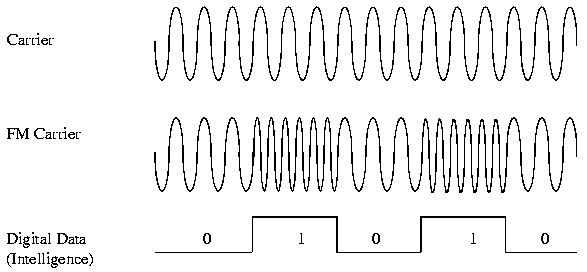 Carrier
FM Carrier
Digital Data
(Intelligence)
0 1 0 1 0